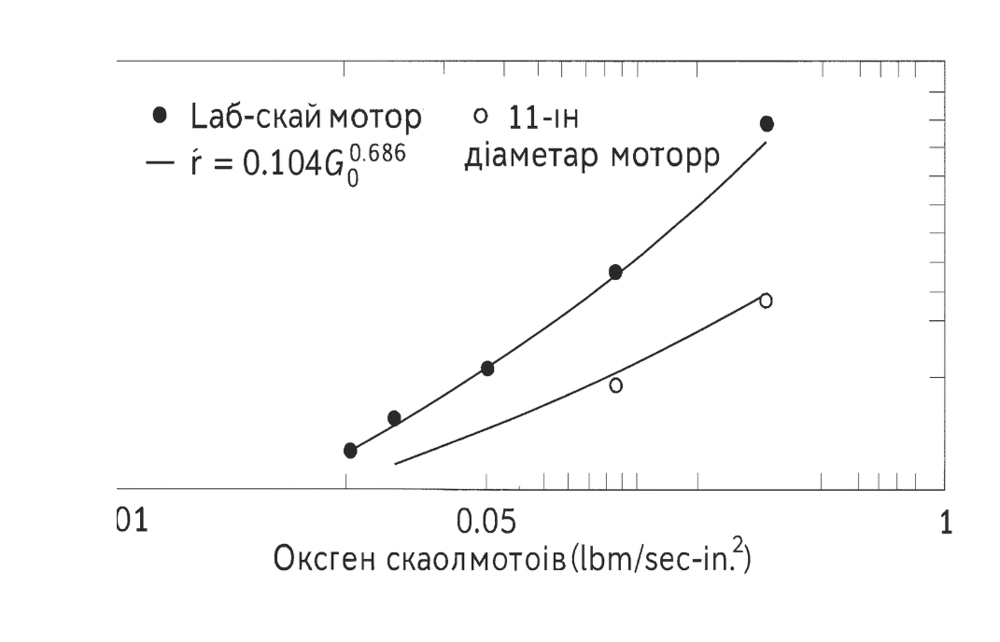 Lаб-скай мотор
ŕ = 0.104G₀^0.686
11-ін
діаметар моторр
01
0.05
1
Оксген скаолмотоів (lbm/sec-in.²)